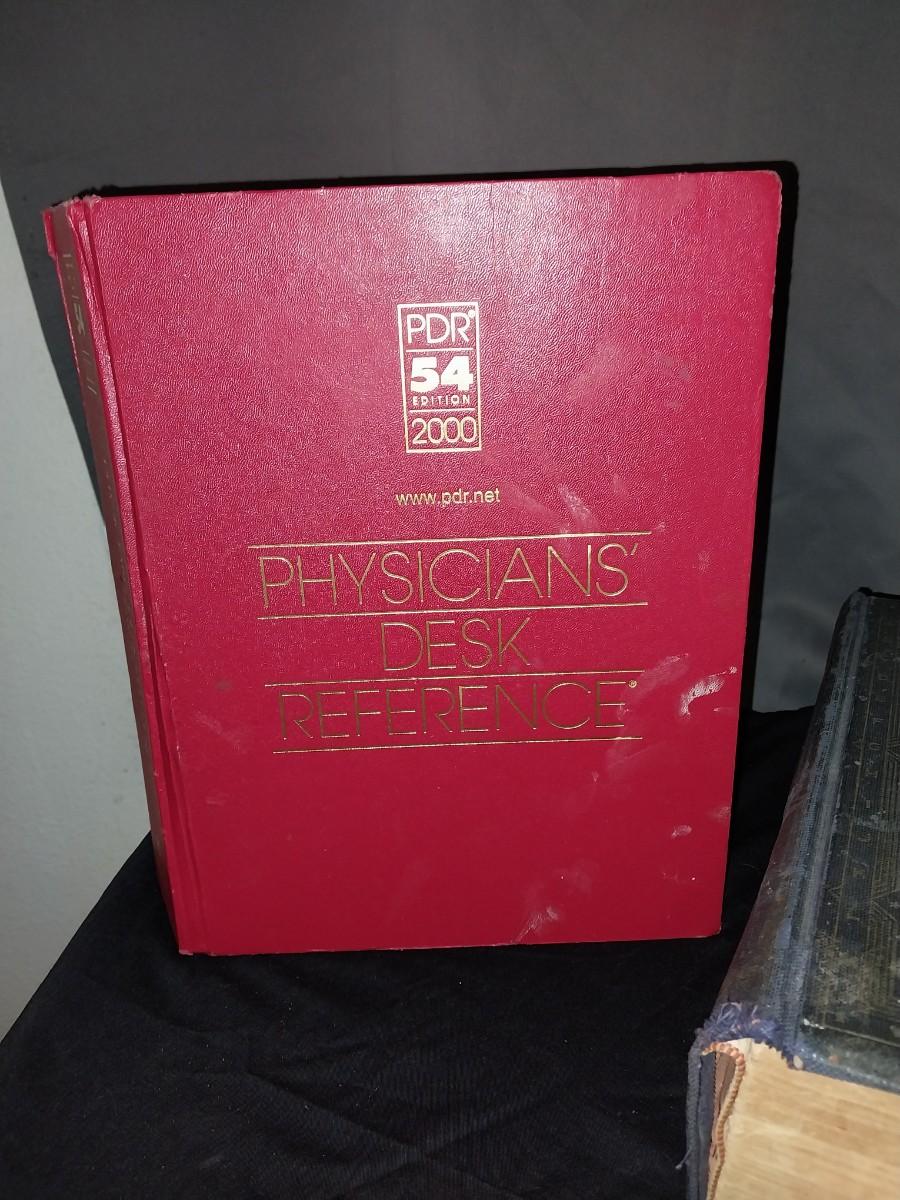 PDR®
54
EDITION
2000
www.pdr.net
PHYSICIANS'
DESK
REFERENCE®